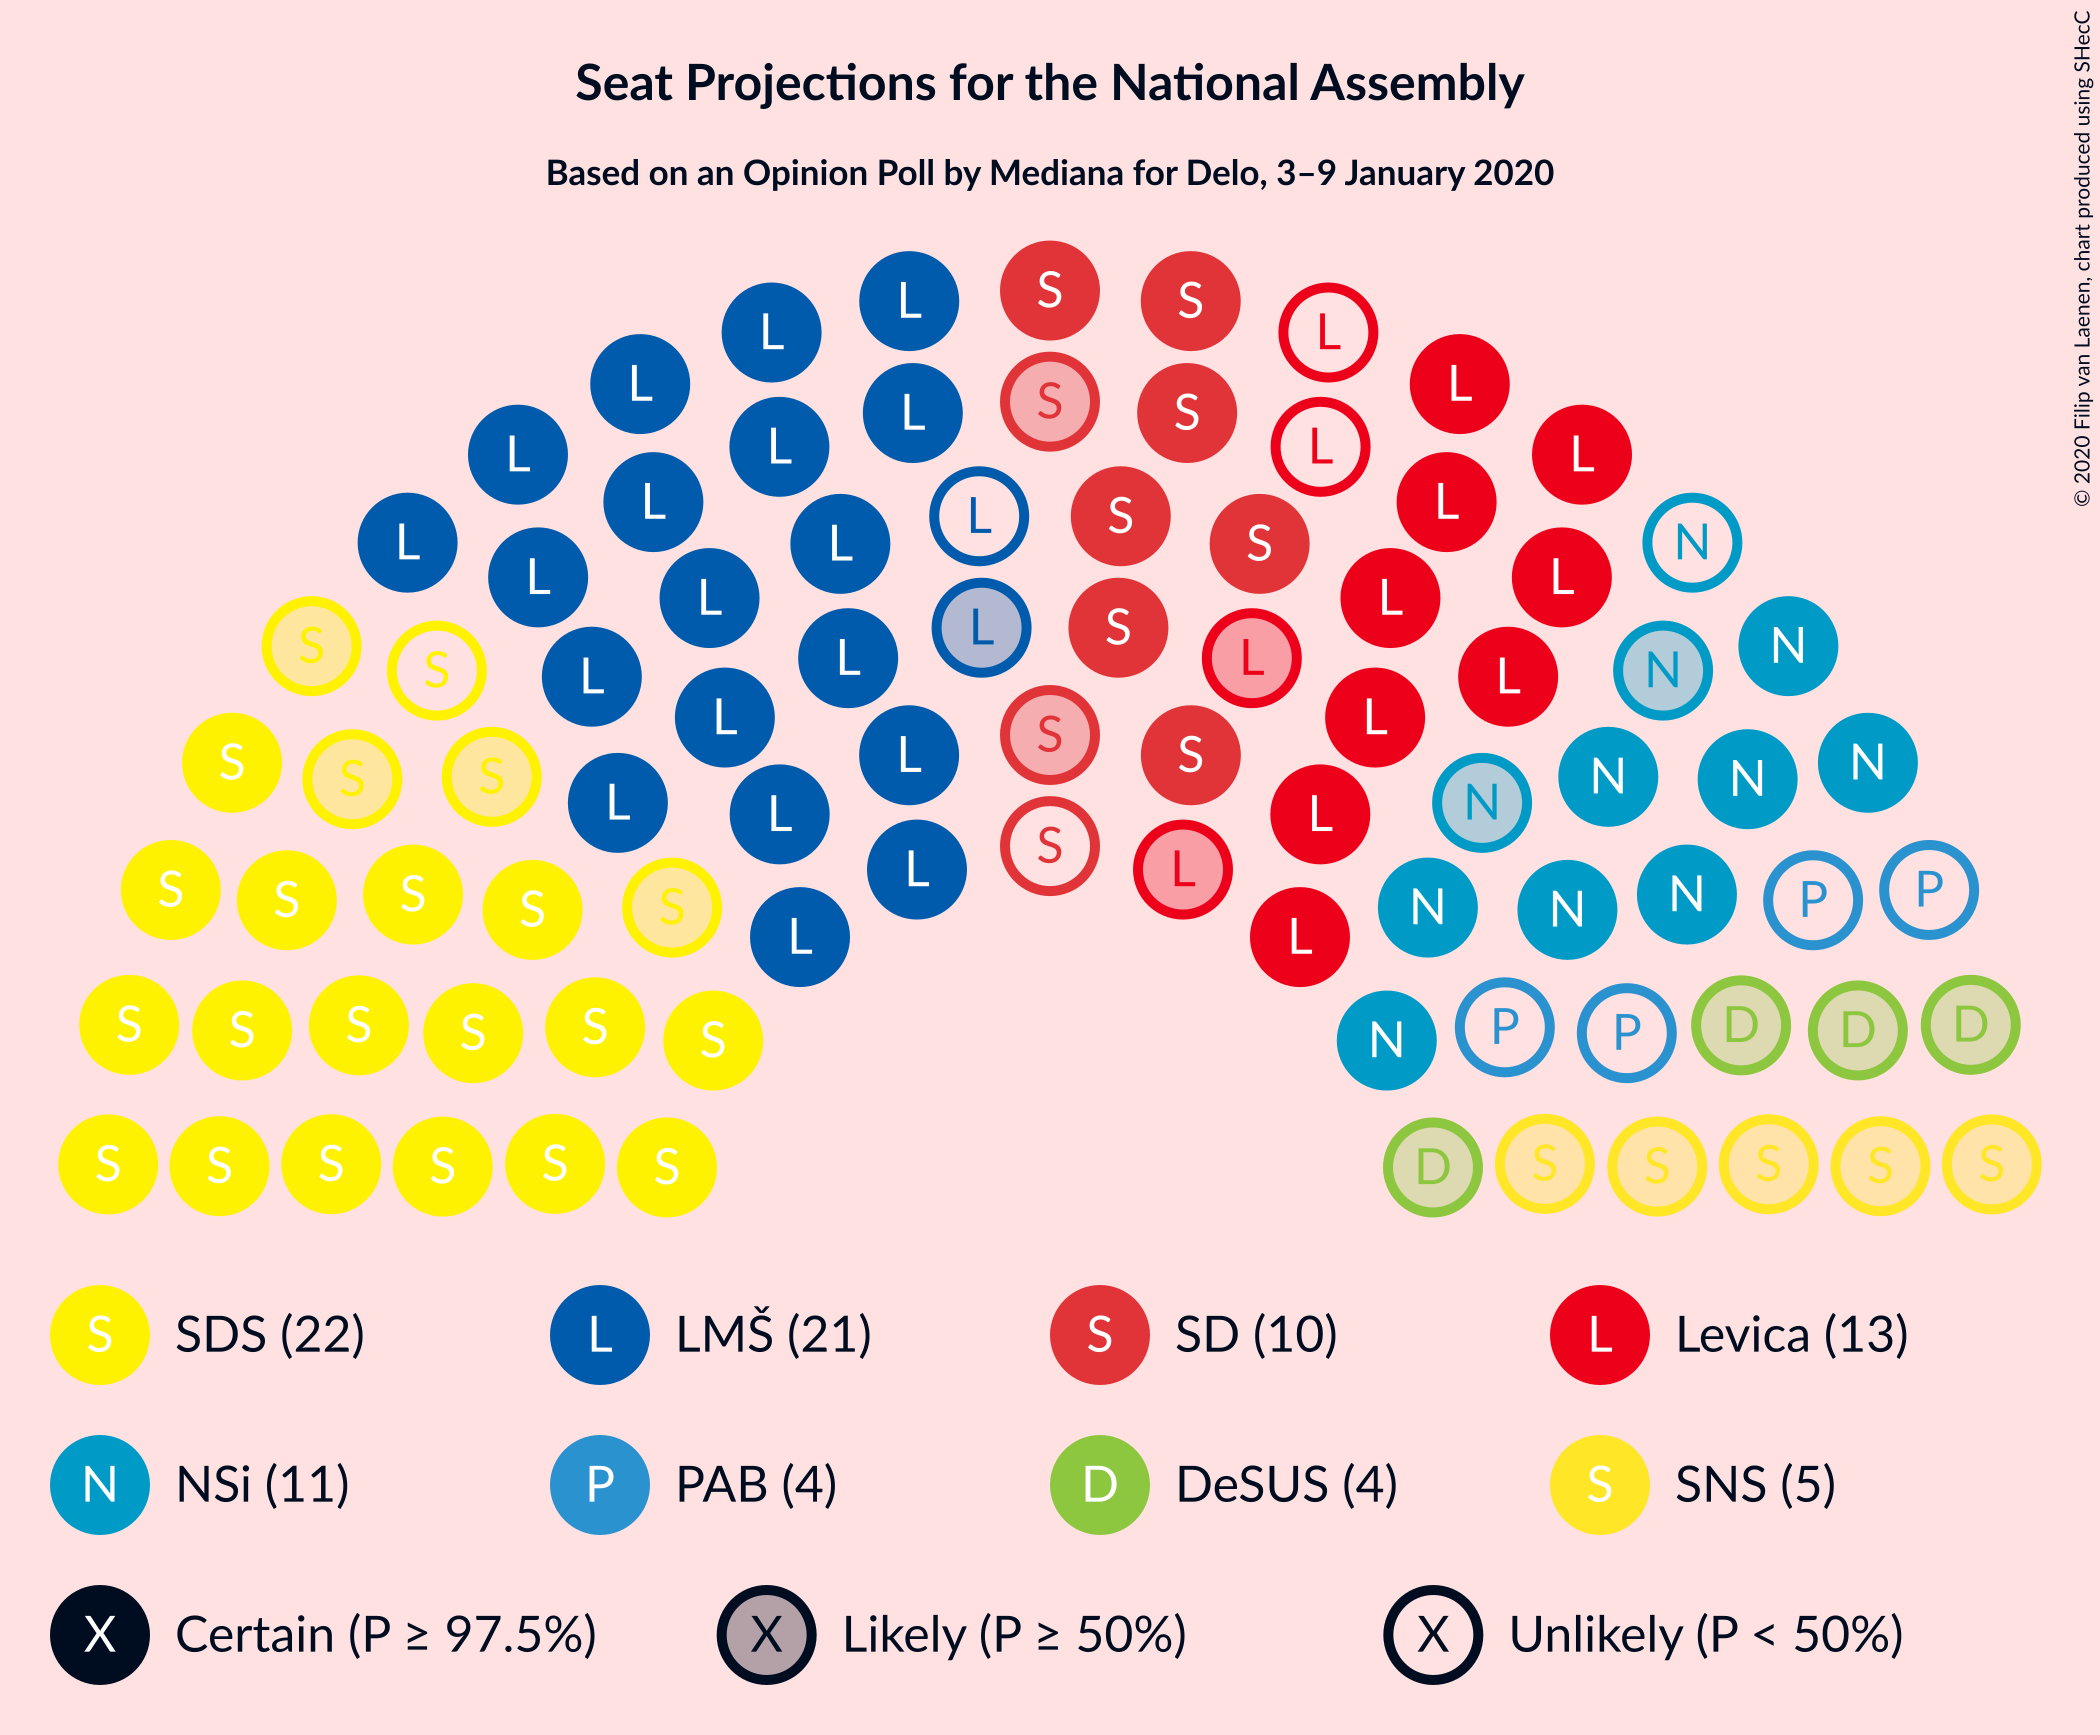 Seat Projections for the National Assembly
Based on an Opinion Poll by Mediana for Delo, 3–9 January 2020
© 2020 Filip van Laenen, chart produced using SHecC
S S
L L L S S L L
L L L S S L L
L L L L L S S L L N
L L L L S L L L N N
S S L L L S S L L N N N N
S S S L L L S L L N N N P P
S S S S S L L N P P D D D
S S S S S S
S S S S S S D S S S S S
S SDS (22) L LMŠ (21) S SD (10) L Levica (13)
N NSi (11) P PAB (4) D DeSUS (4) S SNS (5)
X Certain (P ≥ 97.5%) X Likely (P ≥ 50%) X Unlikely (P < 50%)